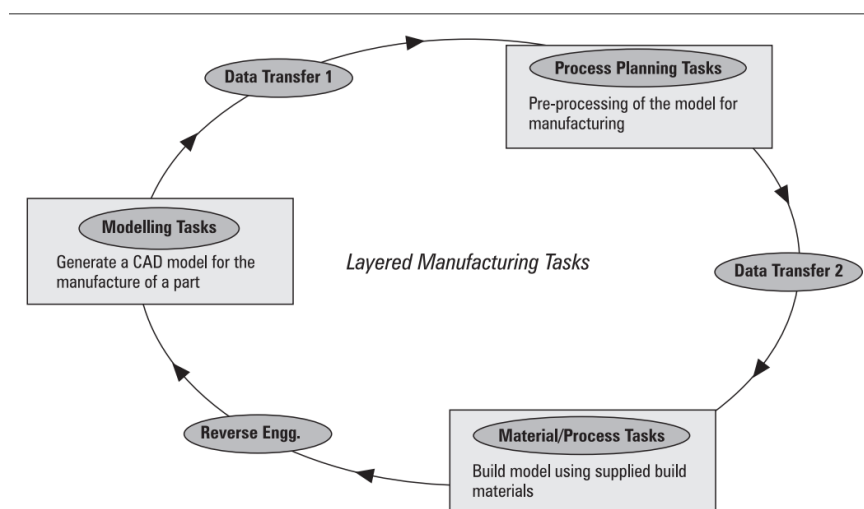 Data Transfer 1
Process Planning Tasks
Pre-processing of the model for
manufacturing
Modelling Tasks
Generate a CAD model for the
manufacture of a part
Layered Manufacturing Tasks
Data Transfer 2
Reverse Engg.
Material/Process Tasks
Build model using supplied build
materials